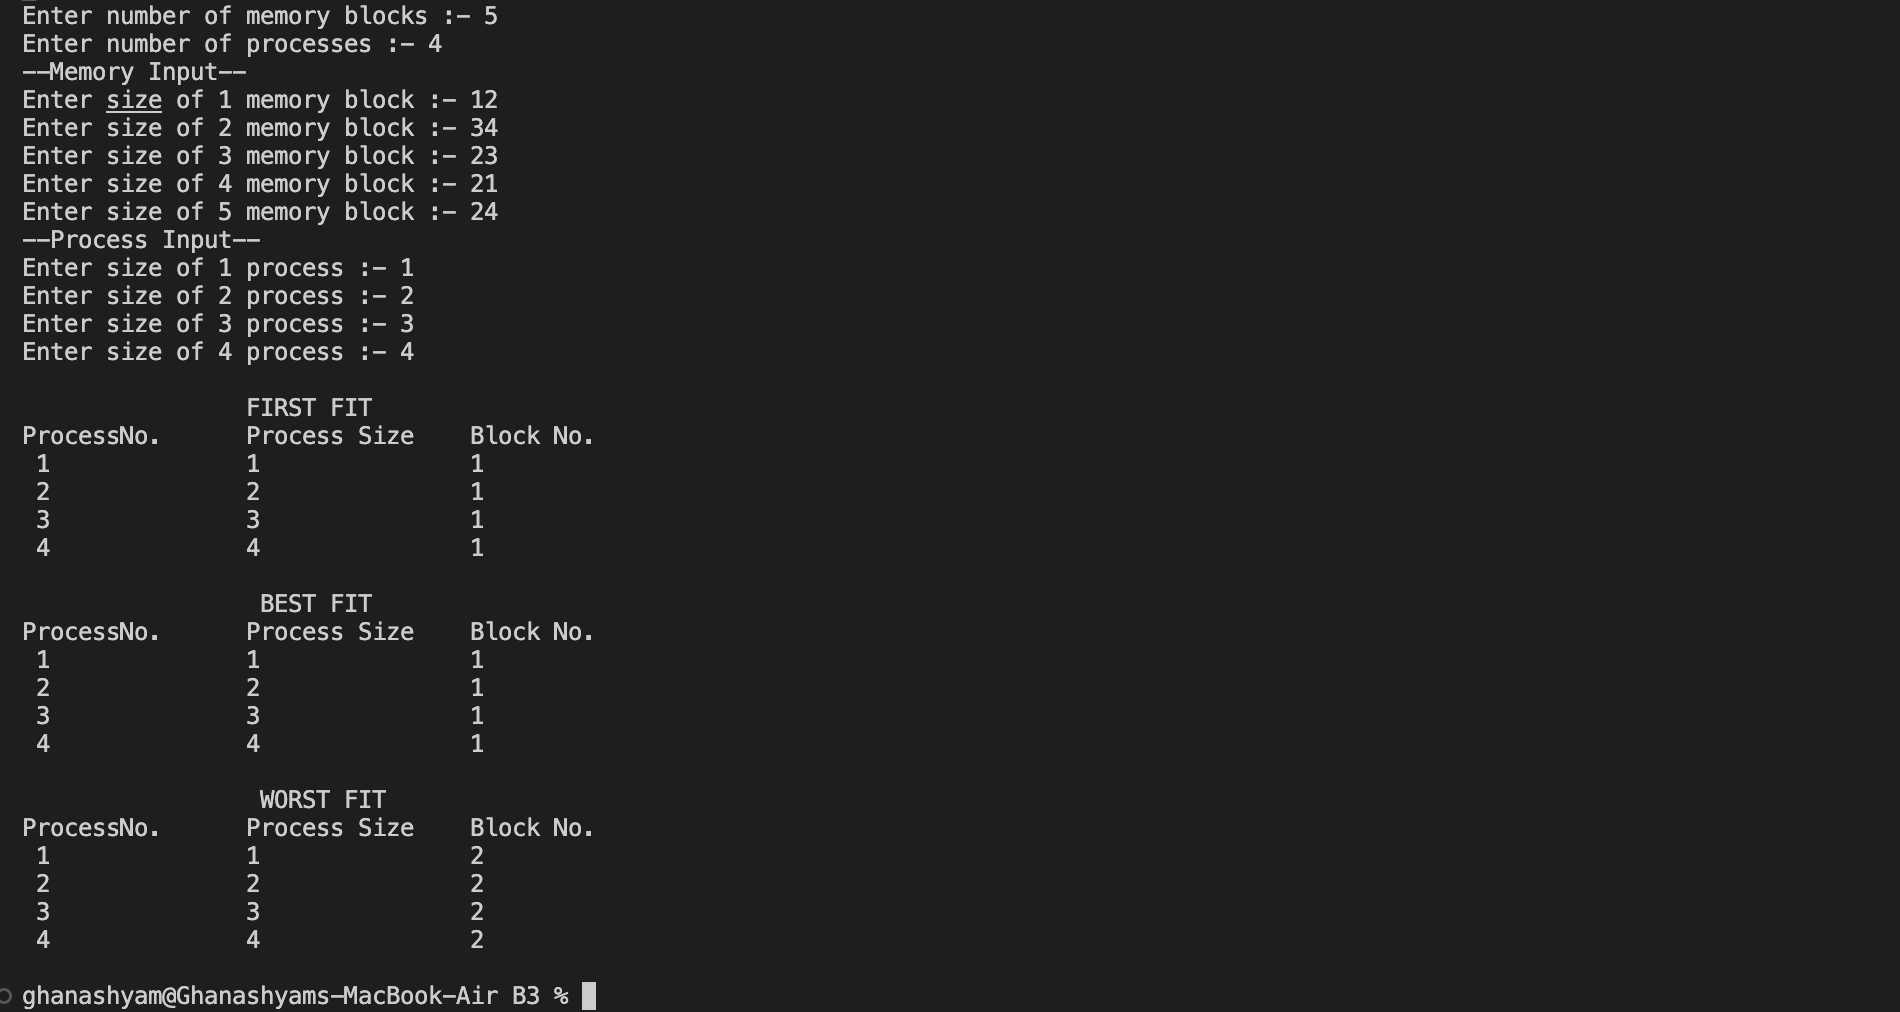 Enter number of memory blocks :- 5
Enter number of processes :- 4
--Memory Input--
Enter size of 1 memory block :- 12
Enter size of 2 memory block :- 34
Enter size of 3 memory block :- 23
Enter size of 4 memory block :- 21
Enter size of 5 memory block :- 24
--Process Input--
Enter size of 1 process :- 1
Enter size of 2 process :- 2
Enter size of 3 process :- 3
Enter size of 4 process :- 4
FIRST FIT
ProcessNo. Process Size Block No.
1 1 1
2 2 1
3 3 1
4 4 1
BEST FIT
ProcessNo. Process Size Block No.
1 1 1
2 2 1
3 3 1
4 4 1
WORST FIT
ProcessNo. Process Size Block No.
1 1 2
2 2 2
3 3 2
4 4 2
ghanashyam@Ghanashyams-MacBook-Air B3 %